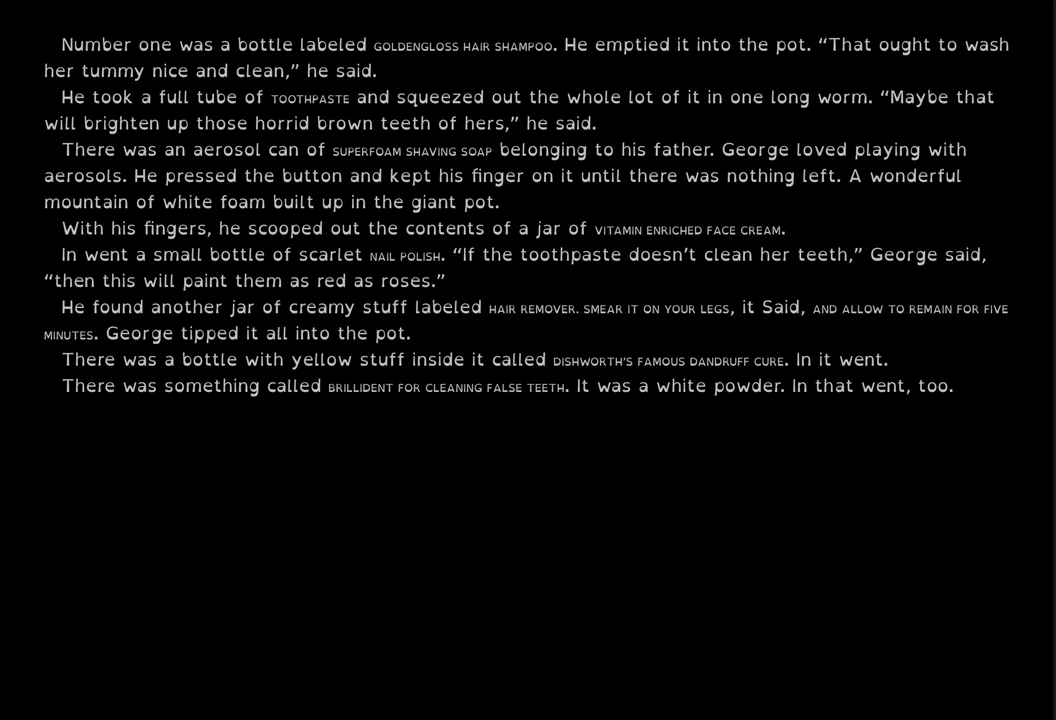 Number one was a bottle labeled GOLDENGLOSS HAIR SHAMPOO. He emptied it into the pot. “That ought to wash
her tummy nice and clean,” he said.
He took a full tube of TOOTHPASTE and squeezed out the whole lot of it in one long worm. “Maybe that
will brighten up those horrid brown teeth of hers,” he said.
There was an aerosol can of SUPERFOAM SHAVING SOAP belonging to his father. George loved playing with
aerosols. He pressed the button and kept his finger on it until there was nothing left. A wonderful
mountain of white foam built up in the giant pot.
With his fingers, he scooped out the contents of a jar of VITAMIN ENRICHED FACE CREAM.
In went a small bottle of scarlet NAIL POLISH. “If the toothpaste doesn’t clean her teeth,” George said,
“then this will paint them as red as roses.”
He found another jar of creamy stuff labeled HAIR REMOVER. SMEAR IT ON YOUR LEGS, it Said, AND ALLOW TO REMAIN FOR FIVE
MINUTES. George tipped it all into the pot.
There was a bottle with yellow stuff inside it called DISHWORTH’S FAMOUS DANDRUFF CURE. In it went.
There was something called BRILLIDENT FOR CLEANING FALSE TEETH. It was a white powder. In that went, too.